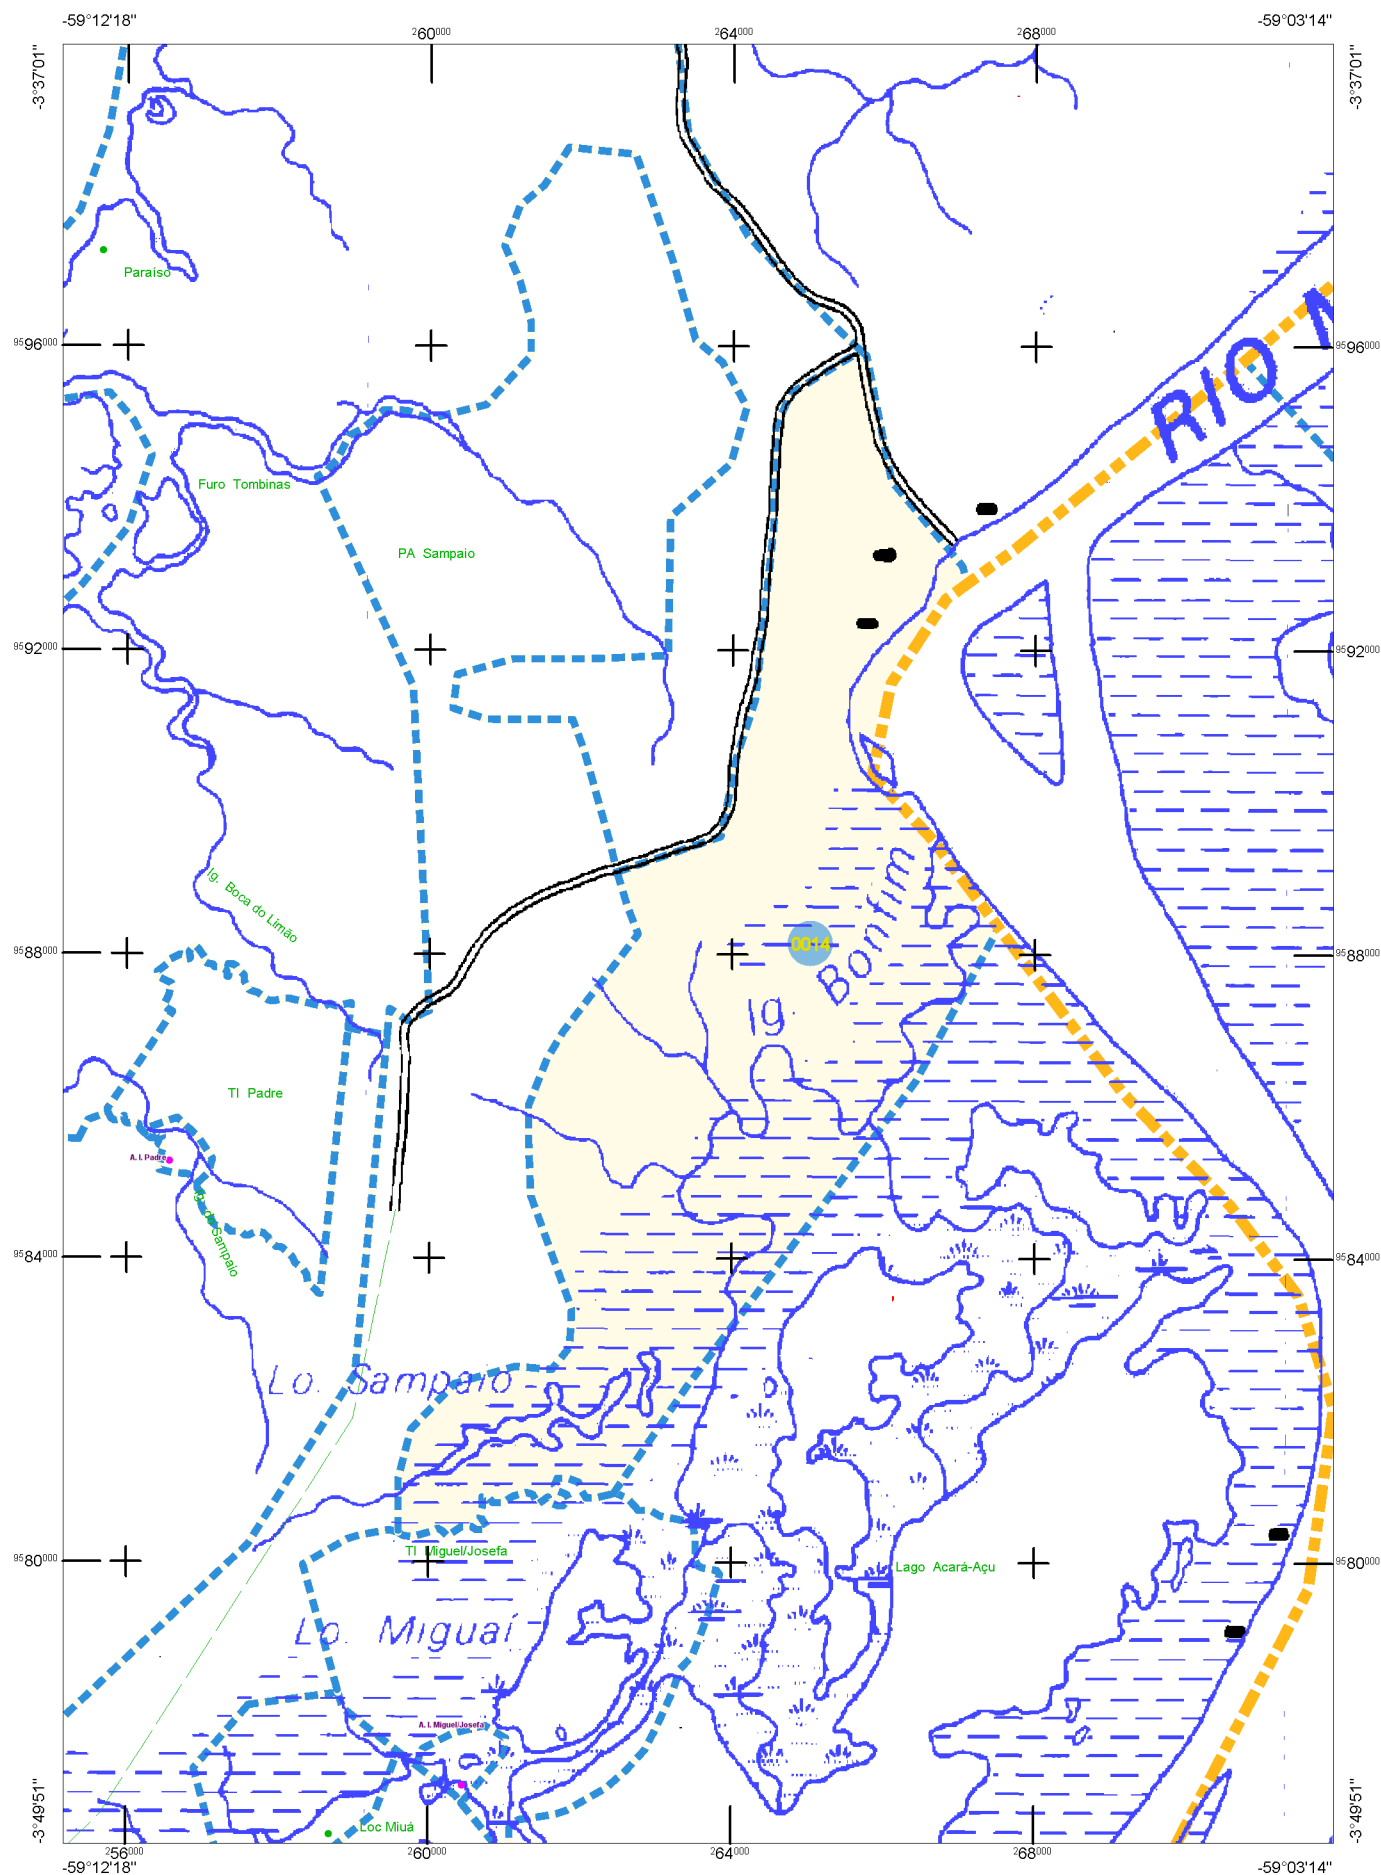 -59°12'18" -59°03'14"
260000 264000 268000
-3°37'01" -3°37'01"
Paraíso
RIO
9596000 9596000
Furo Tombinas
PA Sampaio
9592000 9592000
Ig. Boca do Limão
Ig. Bonfim
0014
9588000 9588000
TI Padre
A. I. Padre
Ig. do Sampaio
9584000 9584000
Lo. Sampaio
TI Miguel/Josefa
9580000 9580000
Lago Acará-Açu
Lo. Miguaí
A. I. Miguel/Josefa
Loc Miuá
-3°49'51" -3°49'51"
256000 260000 264000 268000
-59°12'18" -59°03'14"